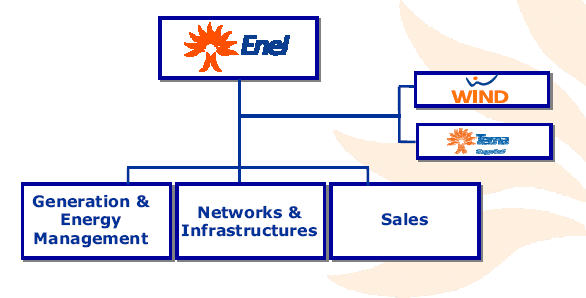 Enel
WIND
Terna
Generation &
Energy
Management
Networks &
Infrastructures
Sales